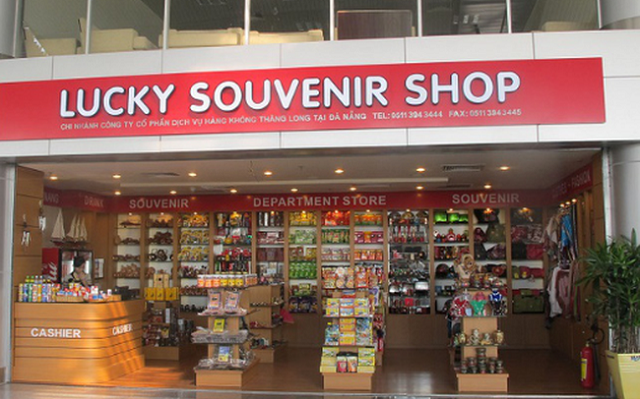 LUCKY SOUVENIR SHOP
CHI NHÁNH CÔNG TY CỔ PHẦN DỊCH VỤ HÀNG KHÔNG THĂNG LONG TẠI ĐÀ NẴNG TEL: 0511 394 3444 FAX: 0511 394 3445
SOUVENIR
DEPARTMENT STORE
SOUVENIR
FASHION
CASHIER
CASHIER